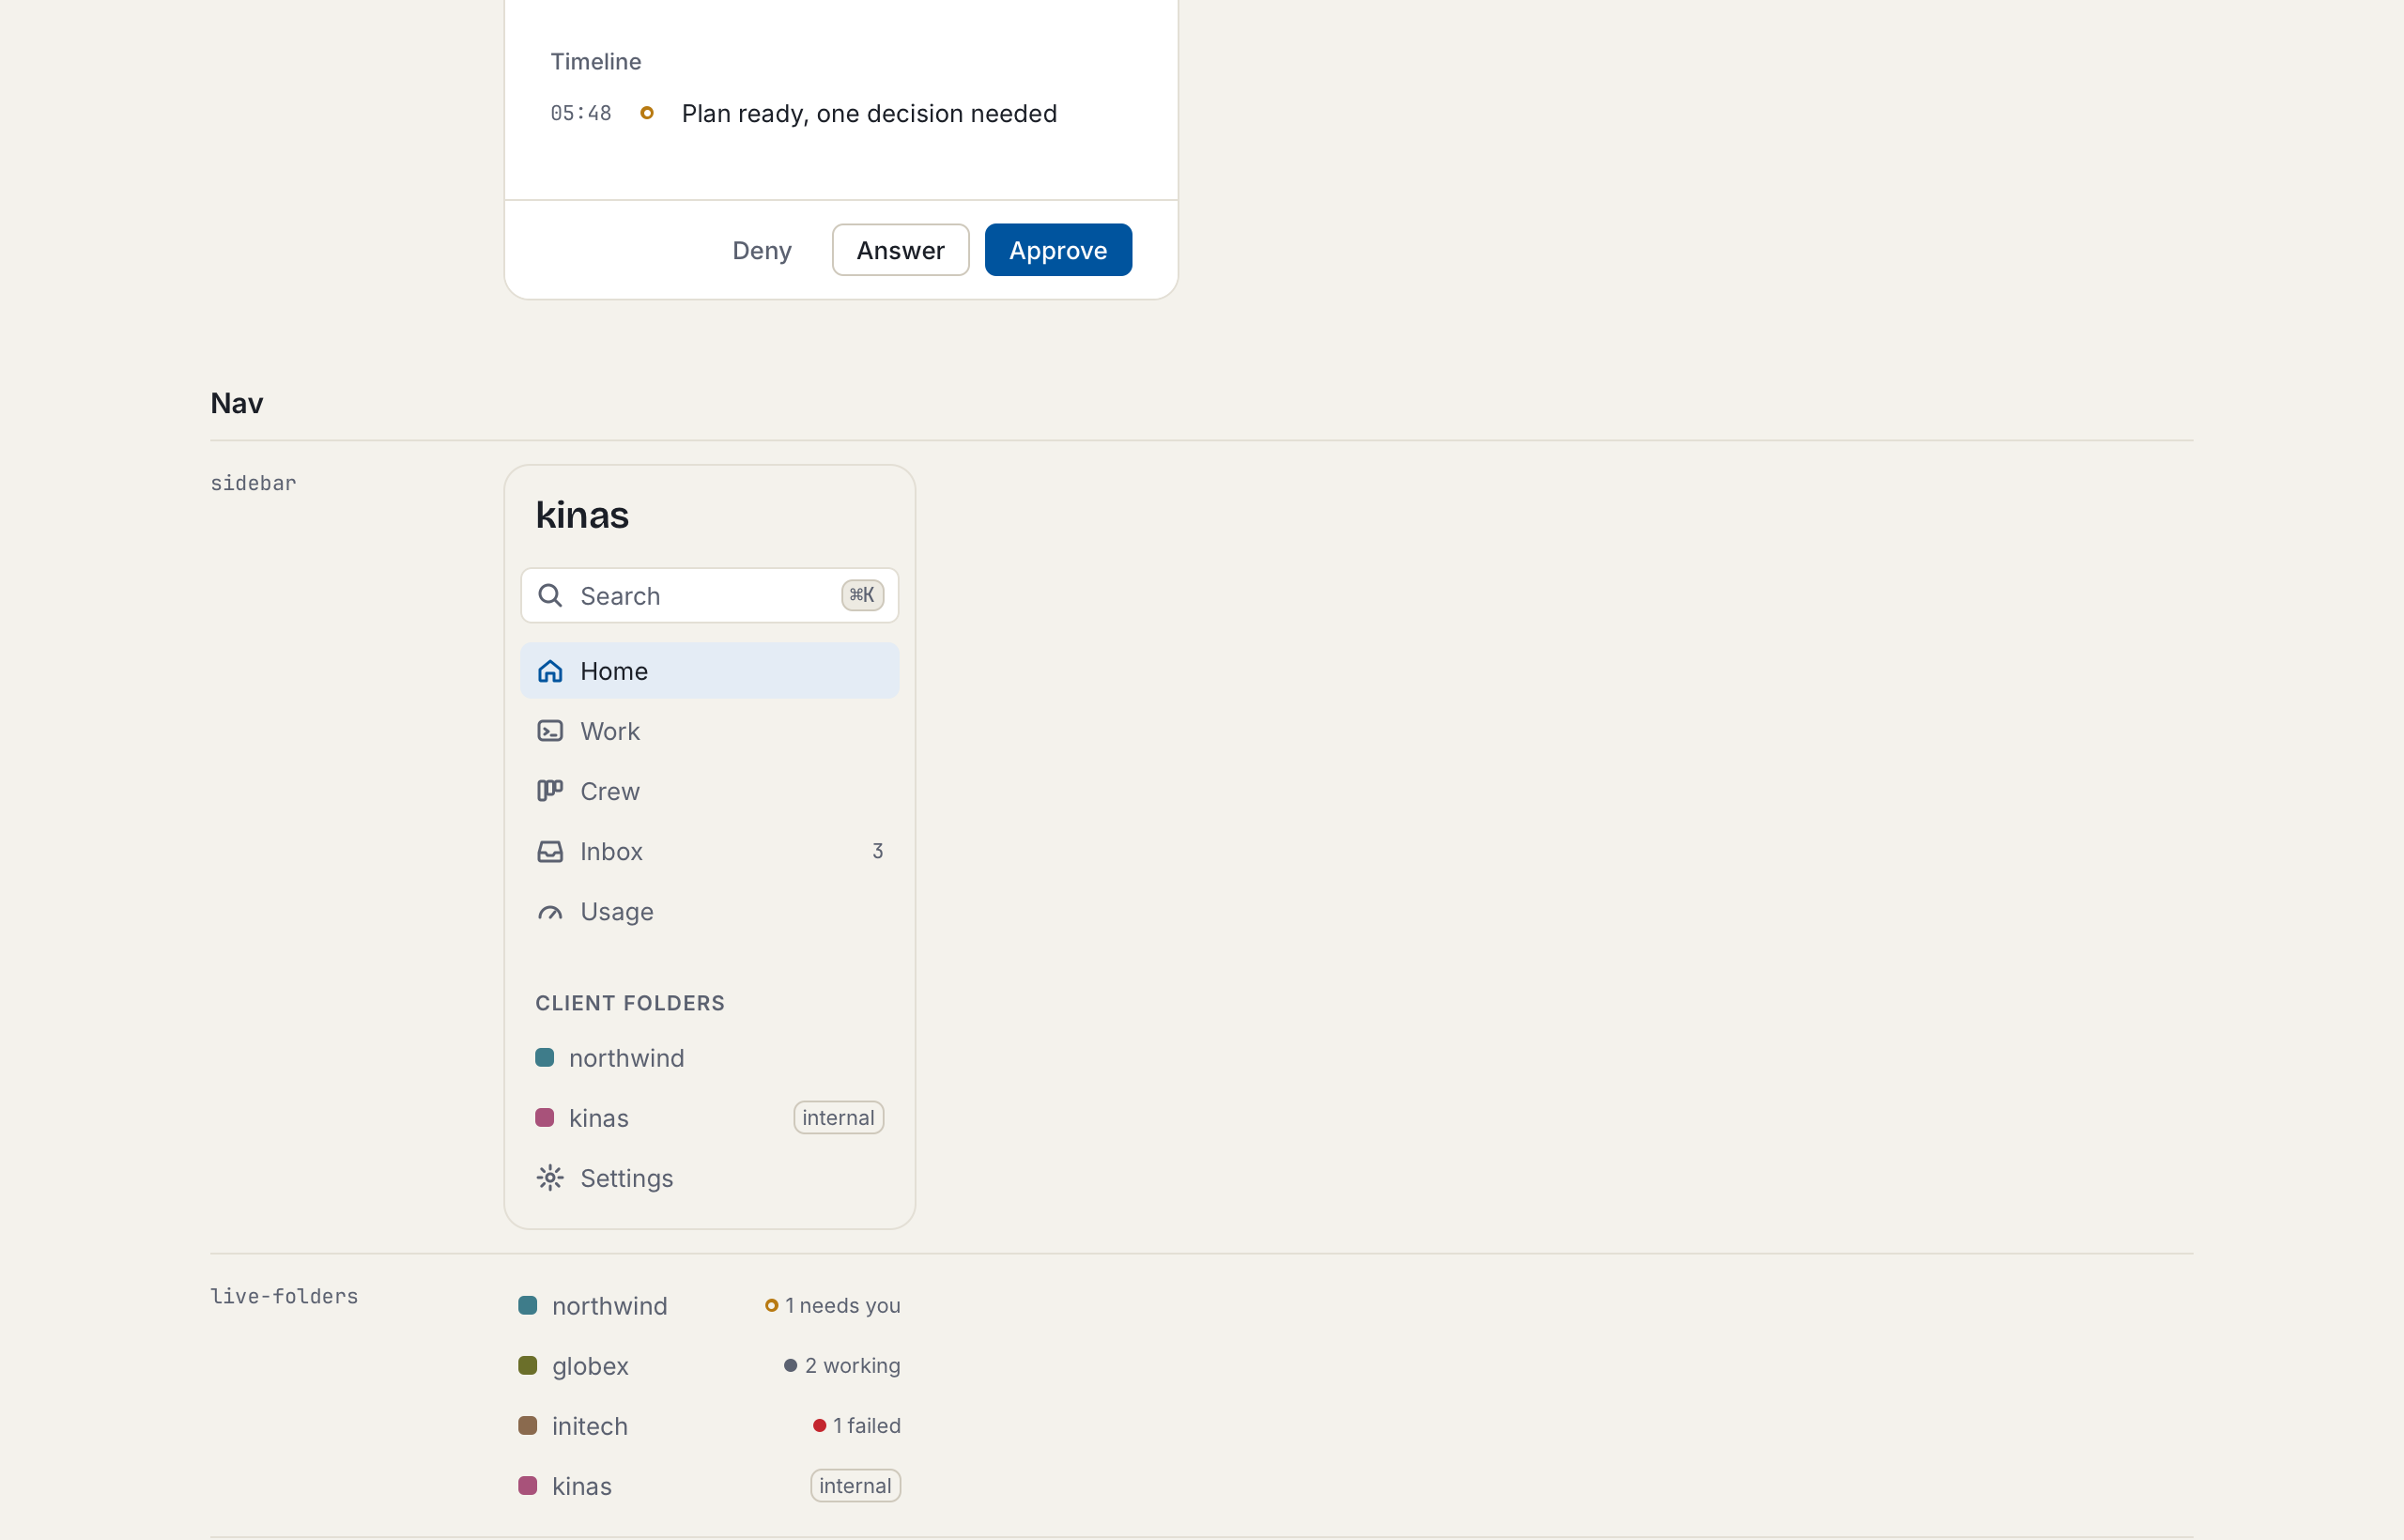 Timeline
05:48 Plan ready, one decision needed
Deny Answer Approve
Nav
sidebar
kinas
Search ⌘K
Home
Work
Crew
Inbox 3
Usage
CLIENT FOLDERS
northwind
kinas internal
Settings
live-folders
northwind 1 needs you
globex 2 working
initech 1 failed
kinas internal